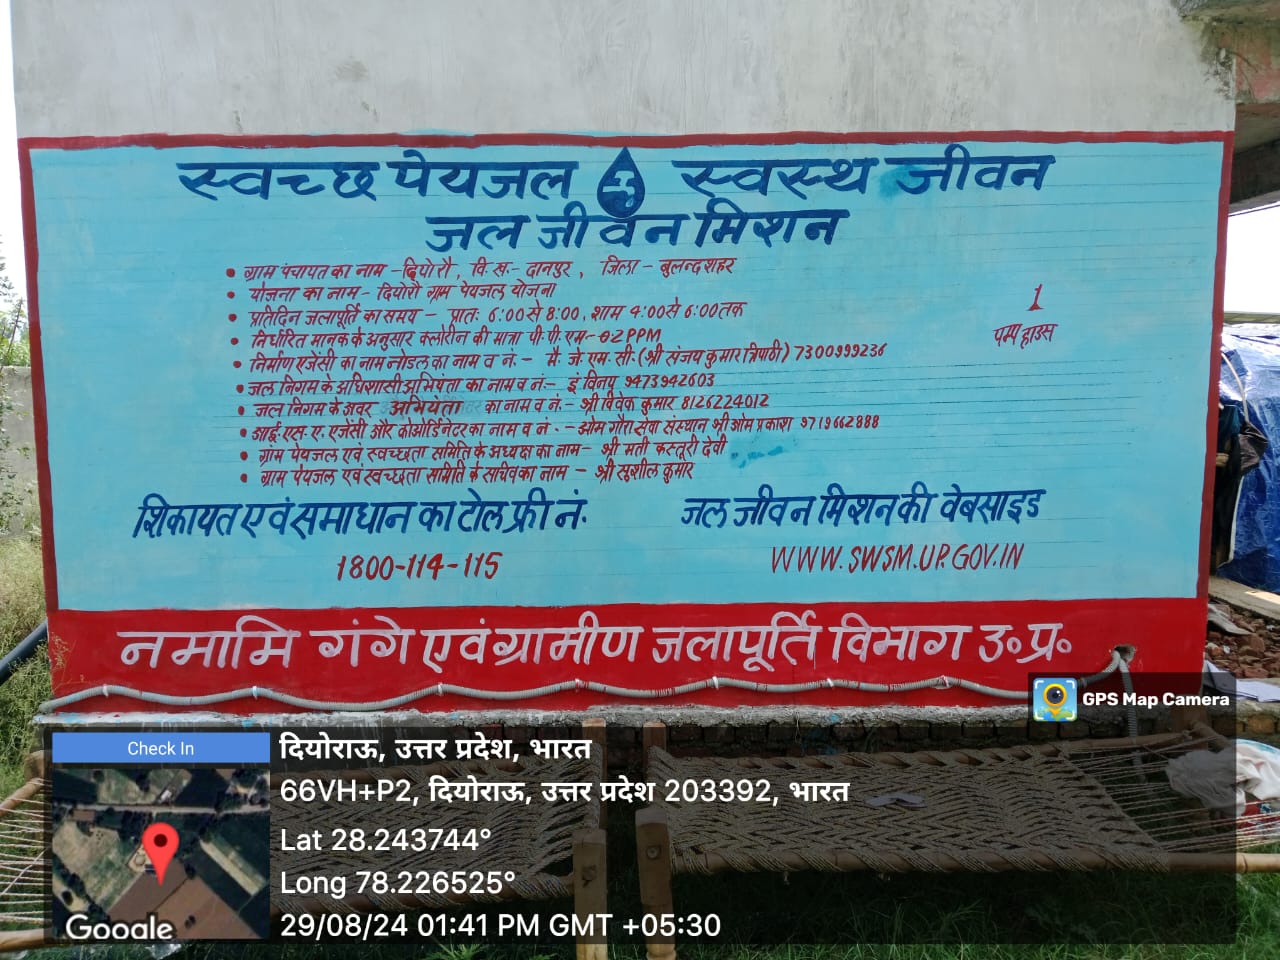 स्वच्छ पेयजल स्वस्थ जीवन
जल जीवन मिशन
• ग्राम पंचायत का नाम - दियोरौ, वि. ख:- दानपुर, जिला - बुलन्दशहर
• योजना का नाम - दियोरौ ग्राम पेयजल योजना
• प्रतिदिन जलापूर्ति का समय - प्रातः 6:00 से 8:00, शाम 4:00 से 6:00 तक
• निर्धारित मानक के अनुसार क्लोरीन की मात्रा पी. पी. एम.- 02 PPM
• निर्माण एजेंसी का नाम नोडल का नाम व नं. - मै. जे. एम. सी. (श्री संजय कुमार त्रिपाठी) 7300999236
• जल निगम के अधिशासी अभियंता का नाम व नं.- इं विनय 9473942603
• जल निगम के अवर अभियंता का नाम व नं.- श्री विवेक कुमार 8126224012
• आई. एस. ए. एजेंसी और कोओर्डिनेटर का नाम व नं. - ओम गौरा सेवा संस्थान श्री ओम प्रकाश 9719662888
• ग्राम पेयजल एवं स्वच्छता समिति के अध्यक्ष का नाम- श्री मती कस्तूरी देवी
• ग्राम पेयजल एवं स्वच्छता समिति के सचिव का नाम - श्री सुशील कुमार
1
पम्प हाउस
शिकायत एवं समाधान का टोल फ्री नं.
1800-114-115
जल जीवन मिशन की वेबसाइड
WWW.SWSM.UP.GOV.IN
नमामि गंगे एवं ग्रामीण जलापूर्ति विभाग उ॰प्र॰
GPS Map Camera
Check In
Google
दियोराऊ, उत्तर प्रदेश, भारत
66VH+P2, दियोराऊ, उत्तर प्रदेश 203392, भारत
Lat 28.243744°
Long 78.226525°
29/08/24 01:41 PM GMT +05:30